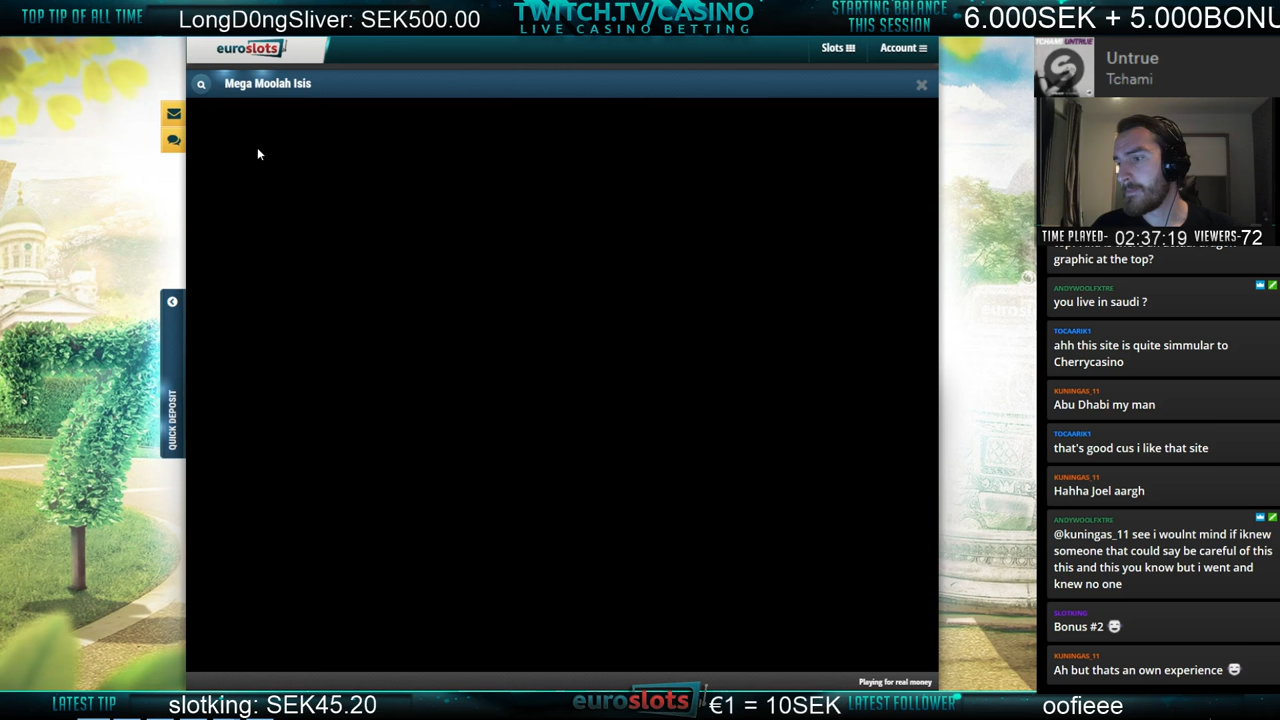 TOP TIP OF ALL TIME
LongD0ngSliver: SEK500.00
TWITCH.TV/CASINO
LIVE CASINO BETTING
STARTING BALANCE
THIS SESSION
6.000SEK + 5.000BONU
euroslots
Slots
Account
Mega Moolah Isis
QUICK DEPOSIT
Playing for real money
TCHAMI UNTRUE
Untrue
Tchami
TIME PLAYED- 02:37:19 VIEWERS-72
graphic at the top?
ANDYWOOLFXTRE
you live in saudi ?
TOCAARIK1
ahh this site is quite simmular to
Cherrycasino
KUNINGAS_11
Abu Dhabi my man
TOCAARIK1
that's good cus i like that site
KUNINGAS_11
Hahha Joel aargh
ANDYWOOLFXTRE
@kuningas_11 see i woulnt mind if iknew
someone that could say be careful of this
this and this you know but i went and
knew no one
SLOTKING
Bonus #2
KUNINGAS_11
Ah but thats an own experience
LATEST TIP
slotking: SEK45.20
euroslots
€1 = 10SEK
LATEST FOLLOWER
oofieee